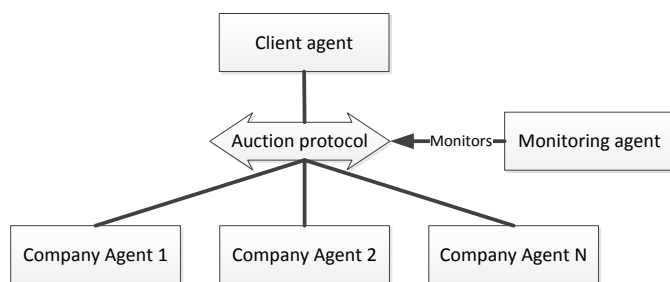 Client agent
Auction protocol
Monitors
Monitoring agent
Company Agent 1
Company Agent 2
Company Agent N